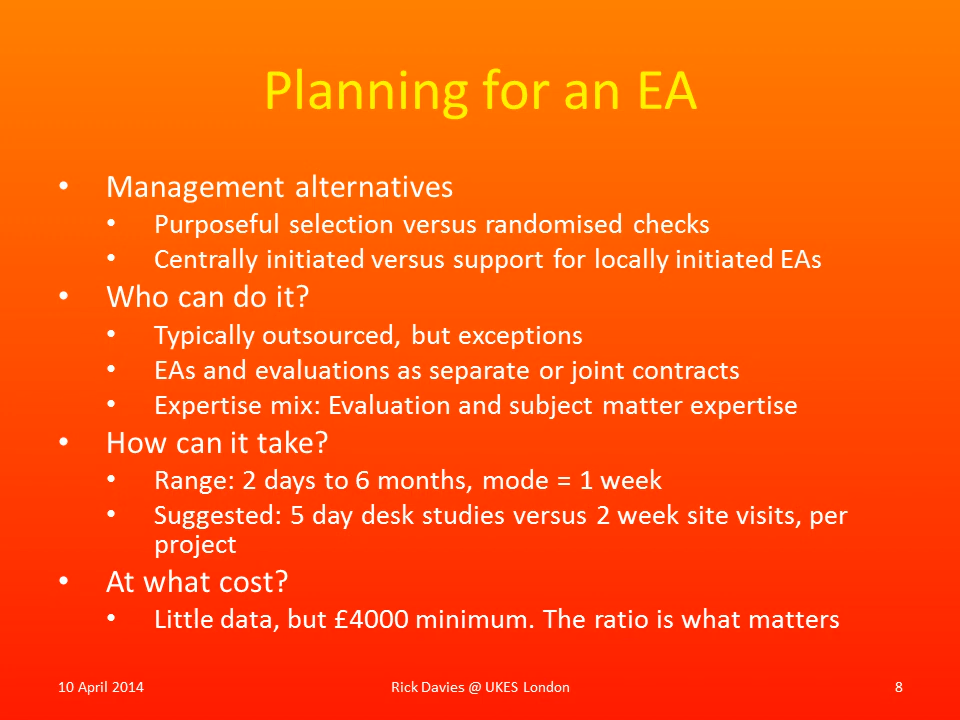 Planning for an EA
• Management alternatives
• Purposeful selection versus randomised checks
• Centrally initiated versus support for locally initiated EAs
• Who can do it?
• Typically outsourced, but exceptions
• EAs and evaluations as separate or joint contracts
• Expertise mix: Evaluation and subject matter expertise
• How can it take?
• Range: 2 days to 6 months, mode = 1 week
• Suggested: 5 day desk studies versus 2 week site visits, per
project
• At what cost?
• Little data, but £4000 minimum. The ratio is what matters
10 April 2014 Rick Davies @ UKES London 8